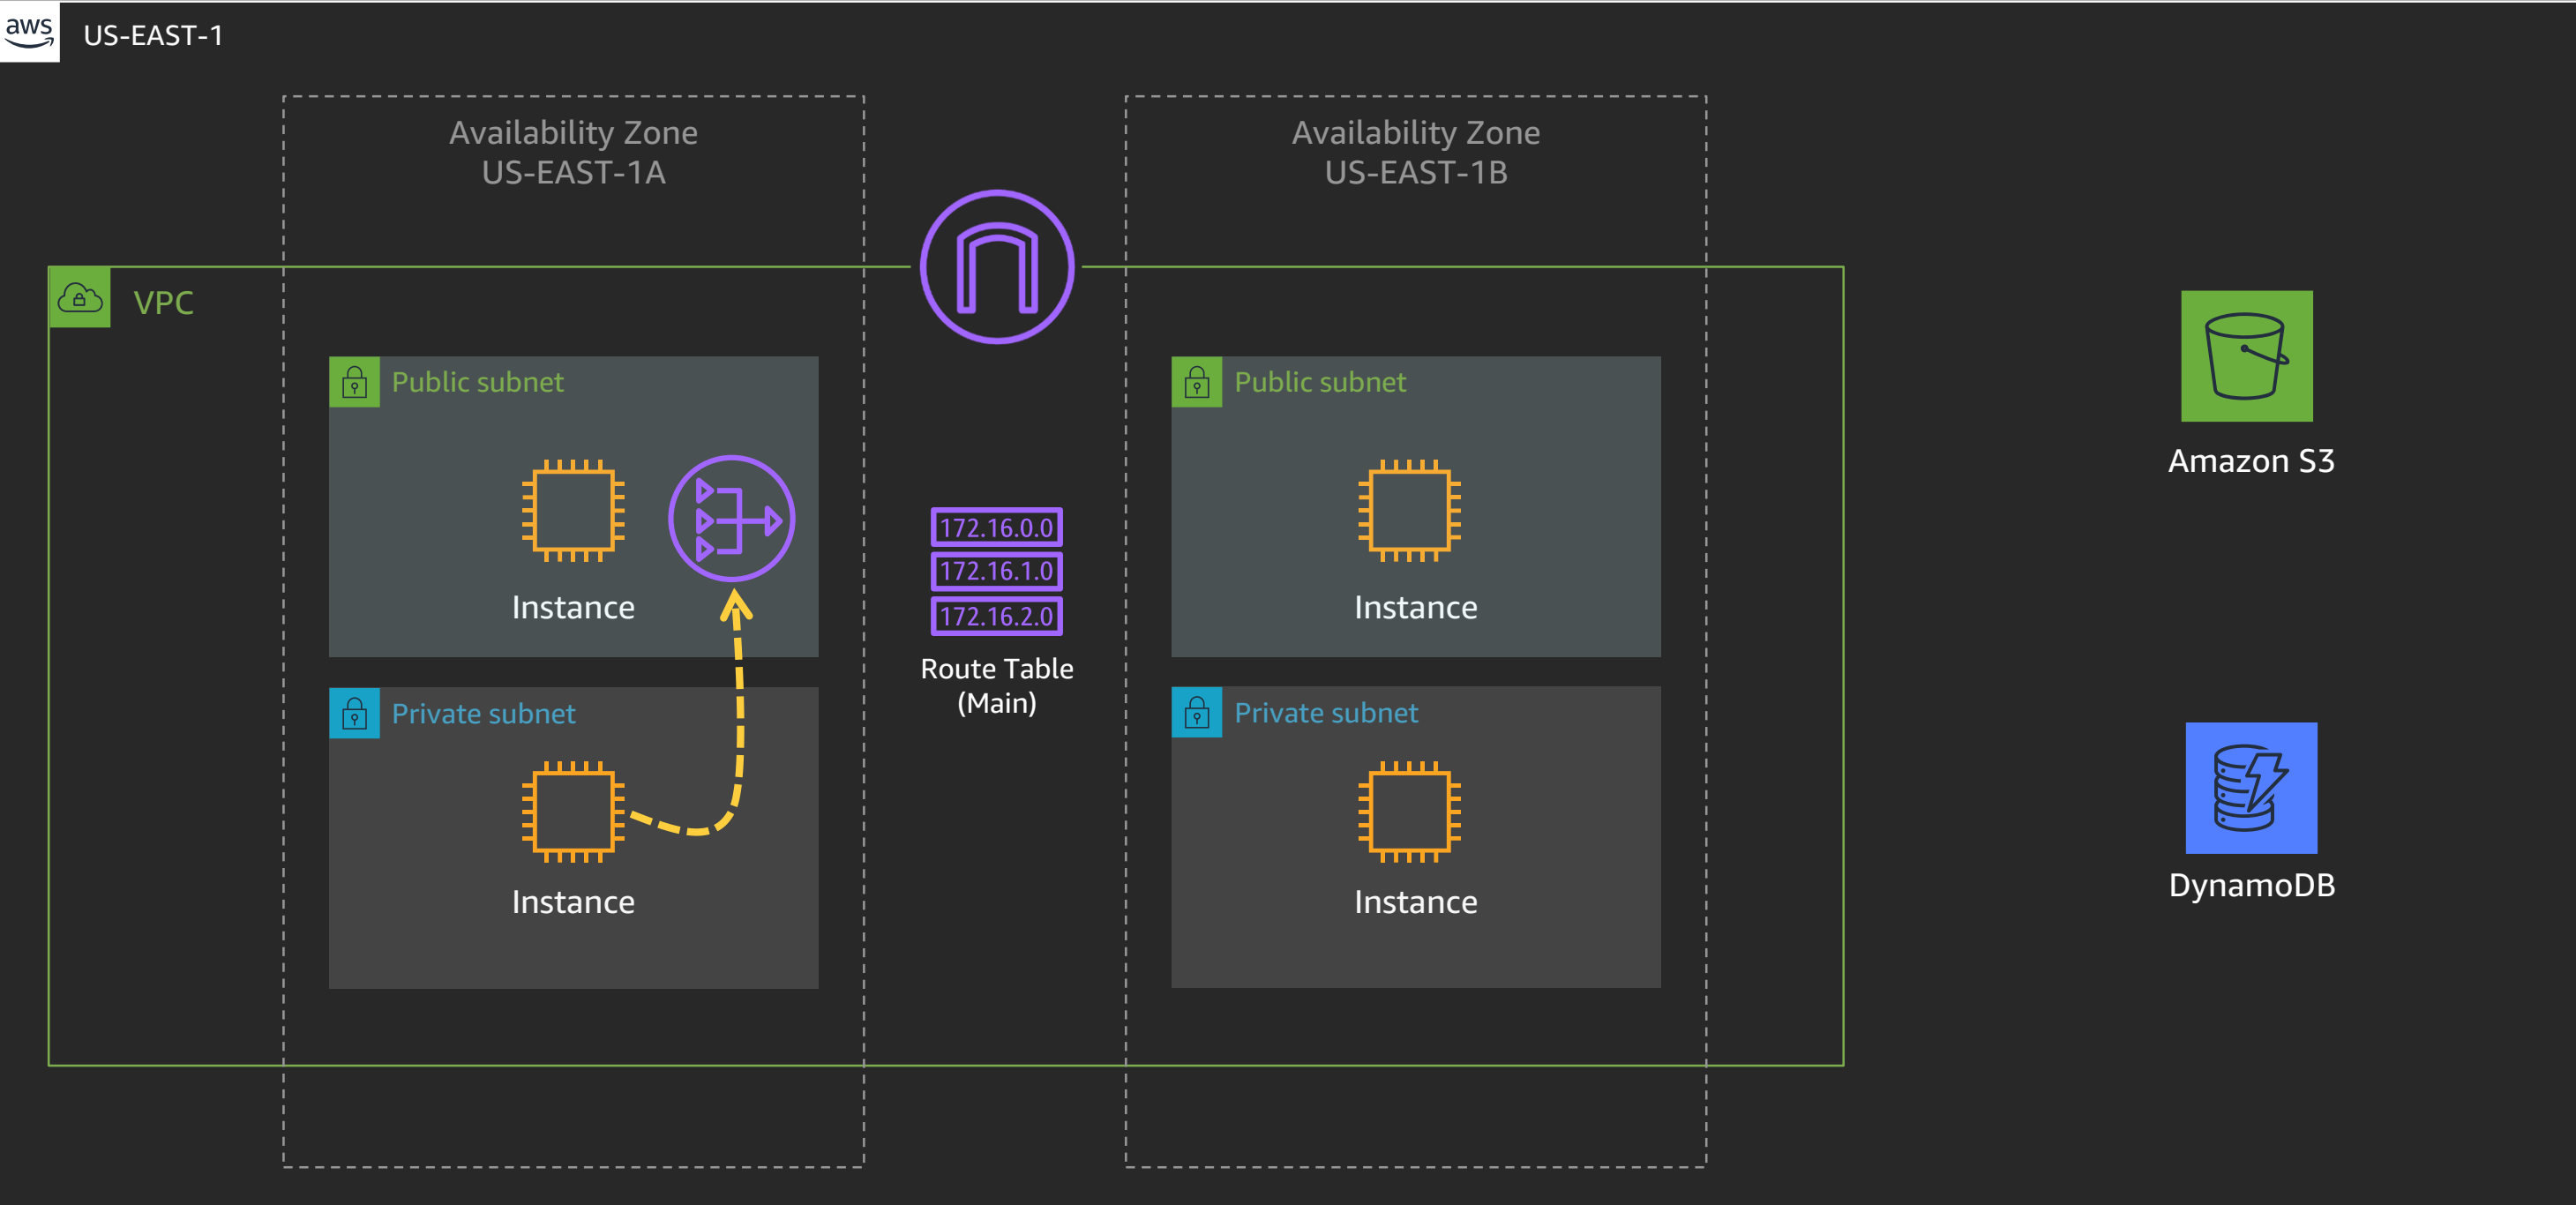 aws
US-EAST-1
Availability Zone
US-EAST-1A
Availability Zone
US-EAST-1B
VPC
Public subnet
Instance
Private subnet
Instance
172.16.0.0
172.16.1.0
172.16.2.0
Route Table
(Main)
Public subnet
Instance
Private subnet
Instance
Amazon S3
DynamoDB